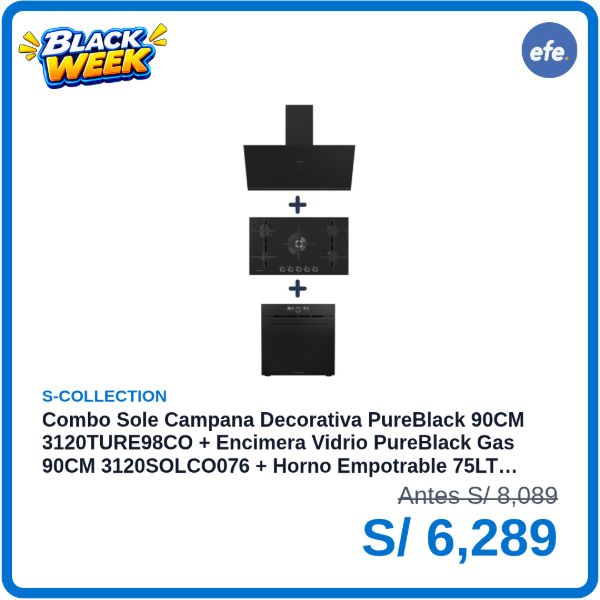 BLACK
WEEK
efe.
S-COLLECTION
Combo Sole Campana Decorativa PureBlack 90CM
3120TURE98CO + Encimera Vidrio PureBlack Gas
90CM 3120SOLCO076 + Horno Empotrable 75LT…
Antes S/ 8,089
S/ 6,289